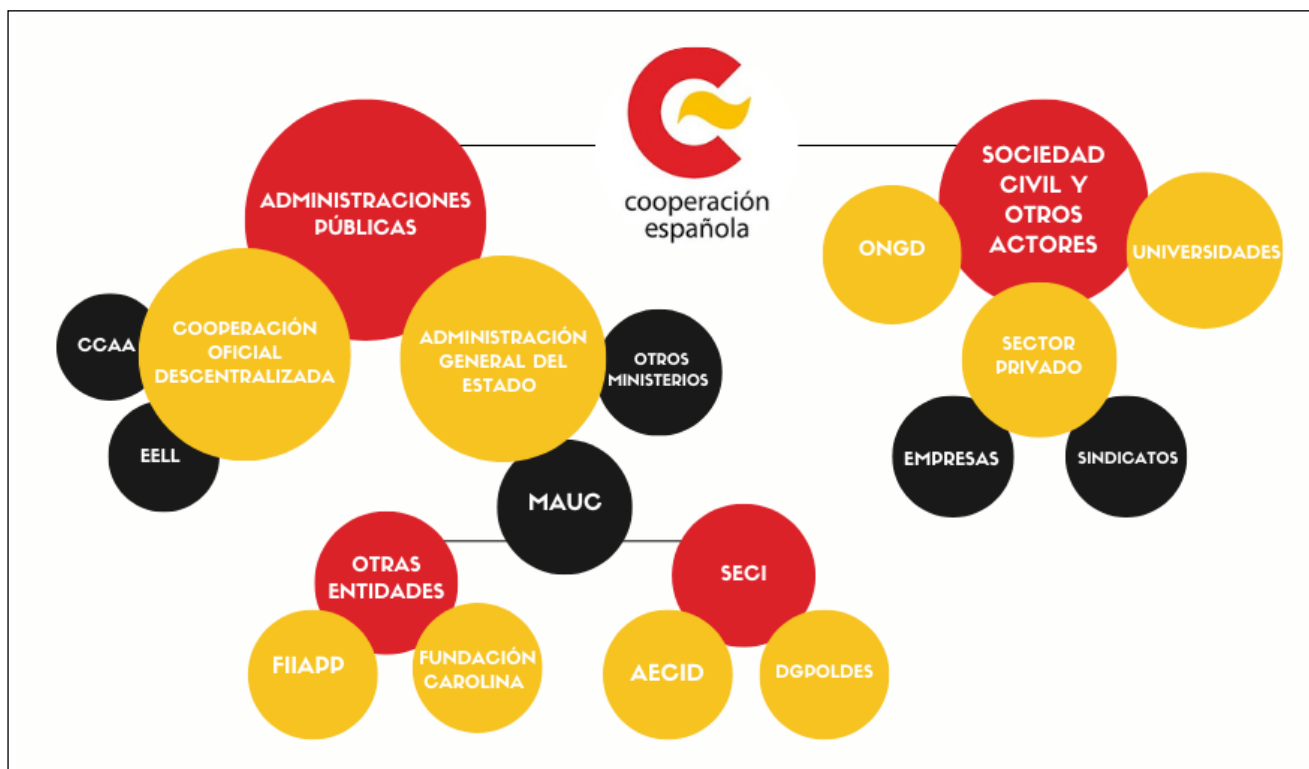 cooperación
española
ADMINISTRACIONES
PÚBLICAS
COOPERACIÓN
OFICIAL
DESCENTRALIZADA
CCAA
EELL
ADMINISTRACIÓN
GENERAL DEL
ESTADO
OTROS
MINISTERIOS
MAUC
OTRAS
ENTIDADES
FIIAPP
FUNDACIÓN
CAROLINA
SECI
AECID
DGPOLDES
SOCIEDAD
CIVIL Y
OTROS
ACTORES
ONGD
UNIVERSIDADES
SECTOR
PRIVADO
EMPRESAS
SINDICATOS